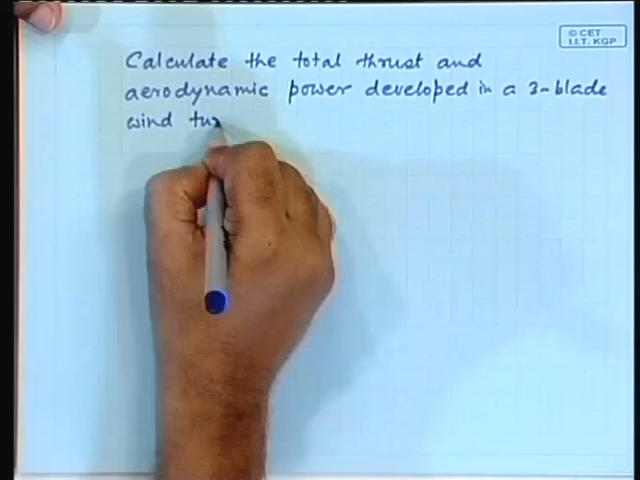 © CET
I.I.T. KGP
Calculate the total thrust and
aerodynamic power developed in a 3-blade
wind